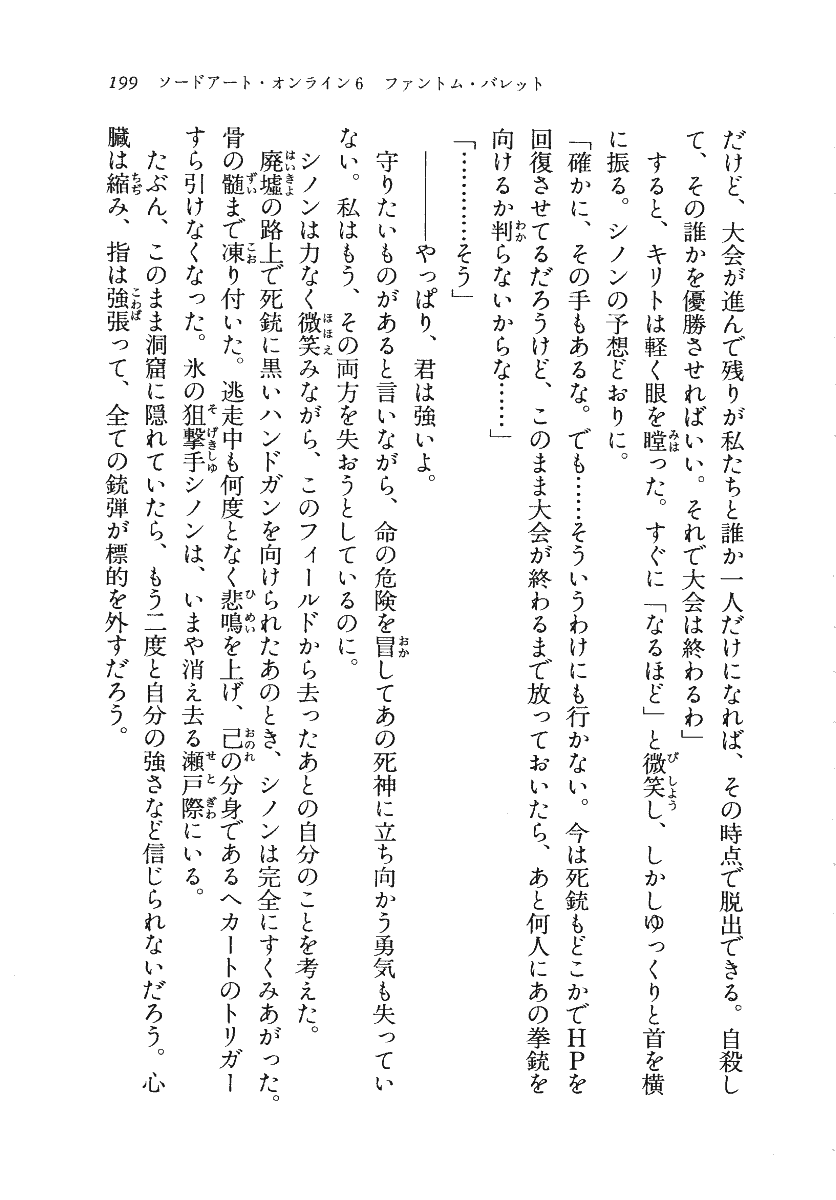 199　ソードアート・オンライン6　ファントム・バレット
だけど、大会が進んで残りが私たちと誰か一人だけになれば、その時点で脱出できる。自殺し
て、その誰かを優勝させればいい。それで大会は終わるわ」
　すると、キリトは軽く眼を瞠った。すぐに「なるほど」と微笑し、しかしゆっくりと首を横
に振る。シノンの予想どおりに。
「確かに、その手もあるな。でも……そういうわけにも行かない。今は死銃もどこかでHPを
回復させてるだろうけど、このまま大会が終わるまで放っておいたら、あと何人にあの拳銃を
向けるか判らないからな……」
「…………そう」
　――――やっぱり、君は強いよ。
　守りたいものがあると言いながら、命の危険を冒してあの死神に立ち向かう勇気も失ってい
ない。私はもう、その両方を失おうとしているのに。
　シノンは力なく微笑みながら、このフィールドから去ったあとの自分のことを考えた。
　廃墟の路上で死銃に黒いハンドガンを向けられたあのとき、シノンは完全にすくみあがった。
骨の髄まで凍り付いた。逃走中も何度となく悲鳴を上げ、己の分身であるヘカートのトリガー
すら引けなくなった。氷の狙撃手シノンは、いまや消え去る瀬戸際にいる。
　たぶん、このまま洞窟に隠れていたら、もう二度と自分の強さなど信じられないだろう。心
臓は縮み、指は強張って、全ての銃弾が標的を外すだろう。